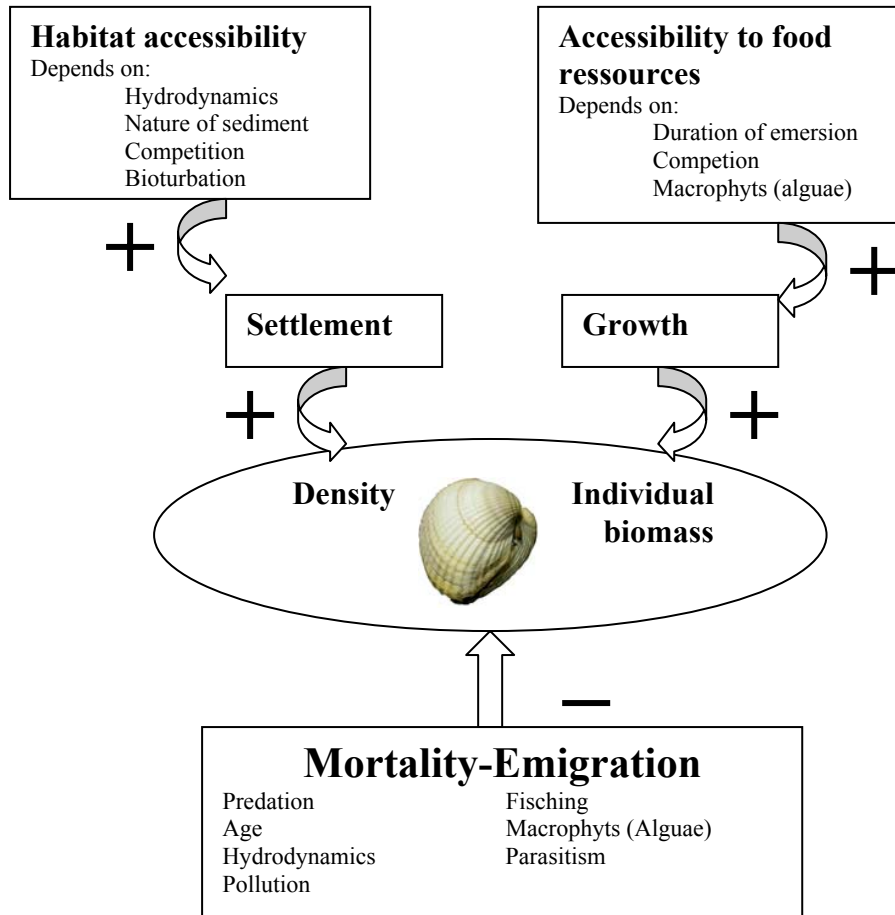 Habitat accessibility
Depends on:
Hydrodynamics
Nature of sediment
Competition
Bioturbation
Accessibility to food
ressources
Depends on:
Duration of emersion
Competion
Macrophyts (alguae)
+
+
Settlement
Growth
+
+
Density
Individual
biomass
−
Mortality-Emigration
Predation
Age
Hydrodynamics
Pollution
Fisching
Macrophyts (Alguae)
Parasitism